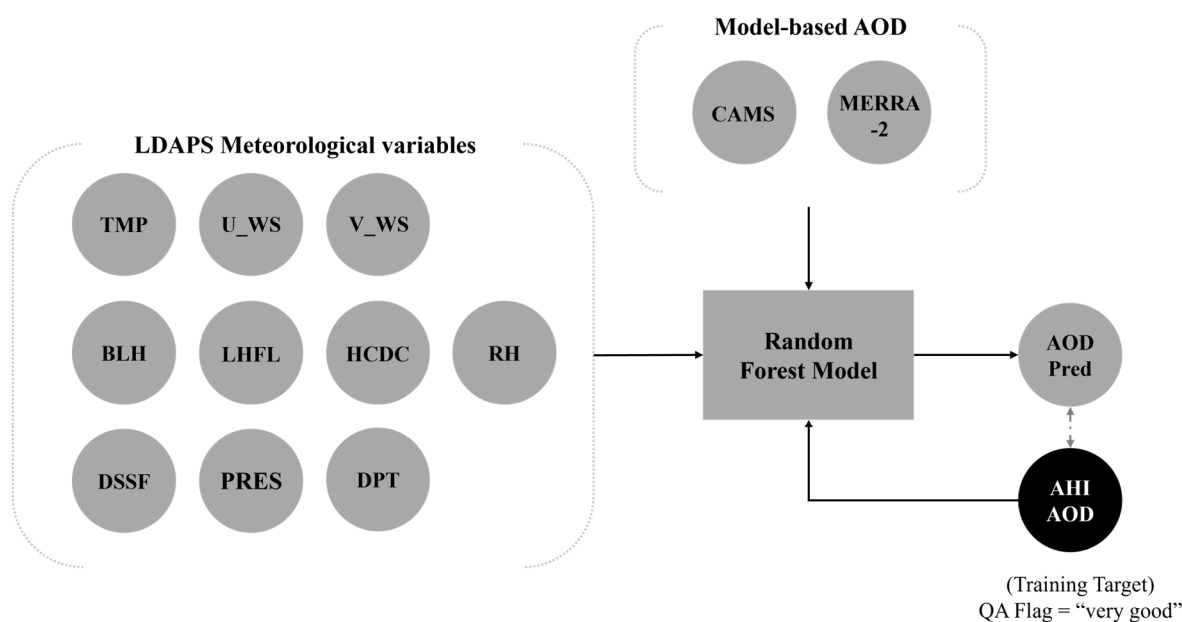 Model-based AOD
CAMS
MERRA
-2
LDAPS Meteorological variables
TMP
U_WS
V_WS
BLH
LHFL
HCDC
RH
DSSF
PRES
DPT
Random
Forest Model
AOD
Pred
AHI
AOD
(Training Target)
QA Flag = “very good”